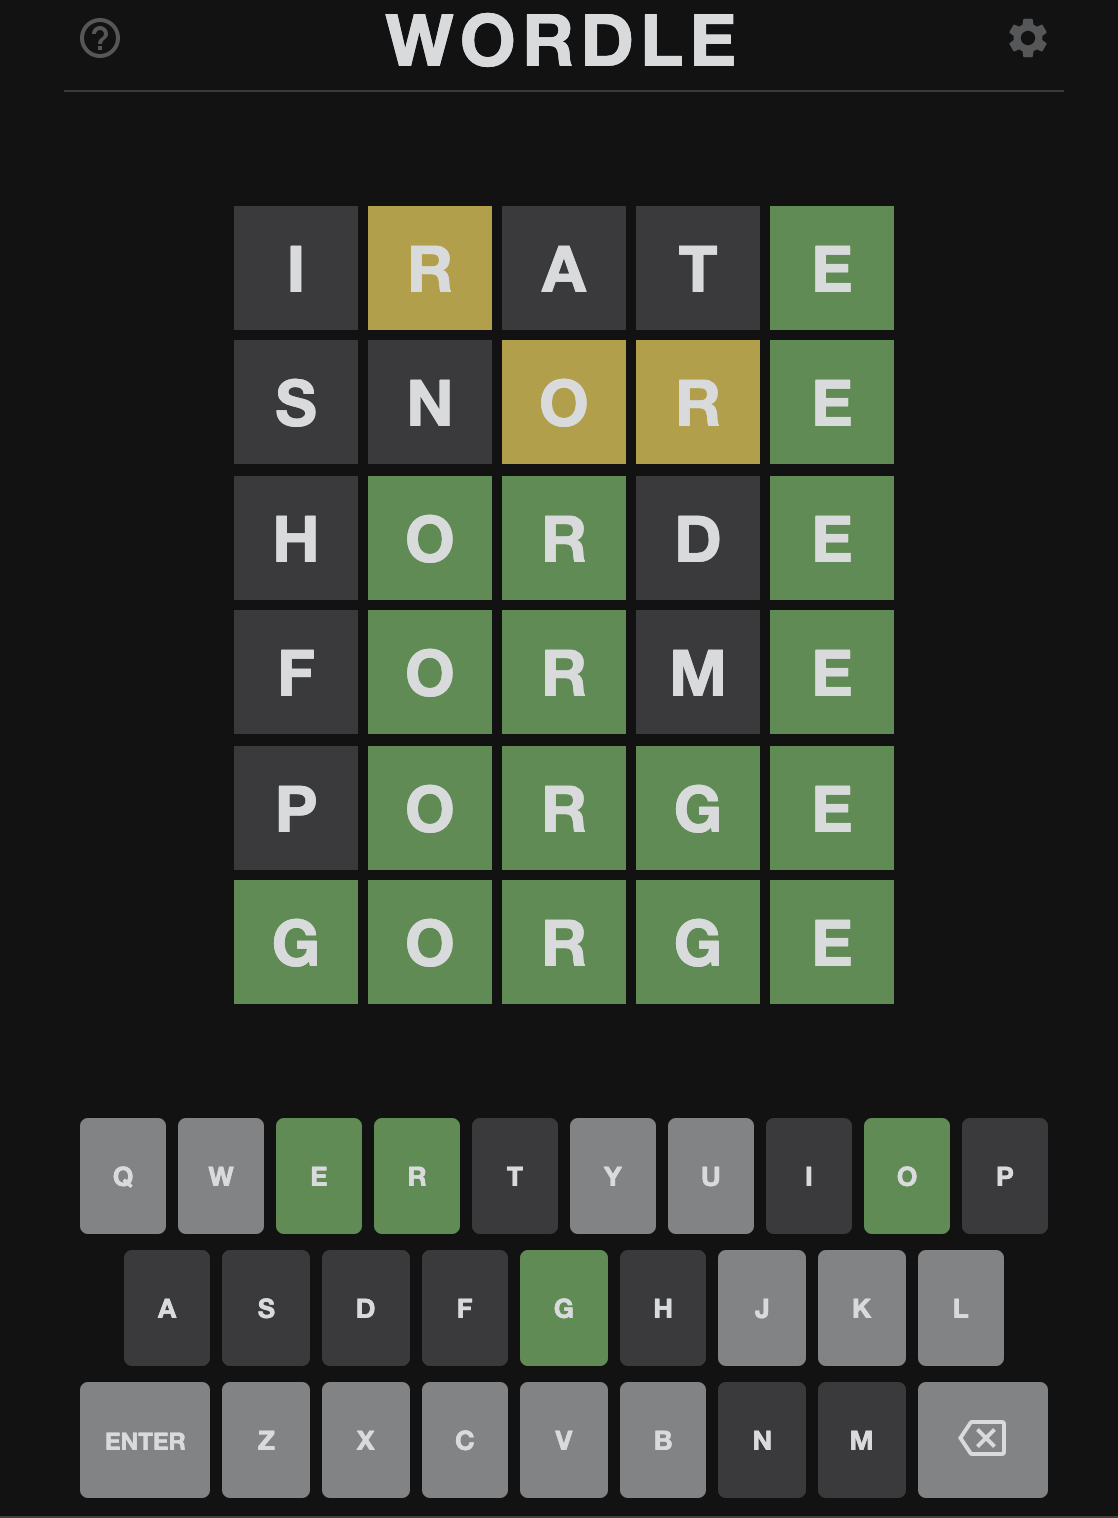 ?
WORDLE
I R A T E
S N O R E
H O R D E
F O R M E
P O R G E
G O R G E
Q W E R T Y U I O P
A S D F G H J K L
ENTER Z X C V B N M